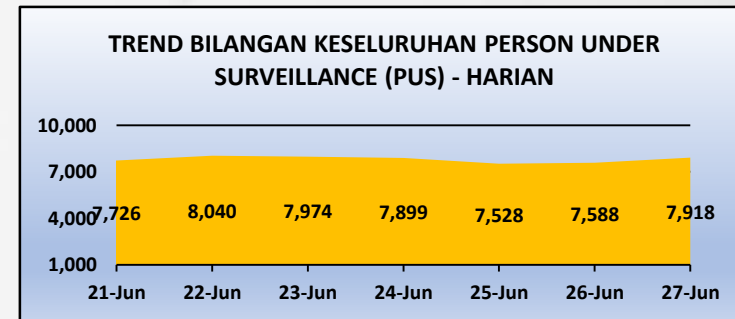 TREND BILANGAN KESELURUHAN PERSON UNDER
SURVEILLANCE (PUS) - HARIAN
10,000
7,000
4,000
1,000
7,726 8,040 7,974 7,899 7,528 7,588 7,918
21-Jun 22-Jun 23-Jun 24-Jun 25-Jun 26-Jun 27-Jun